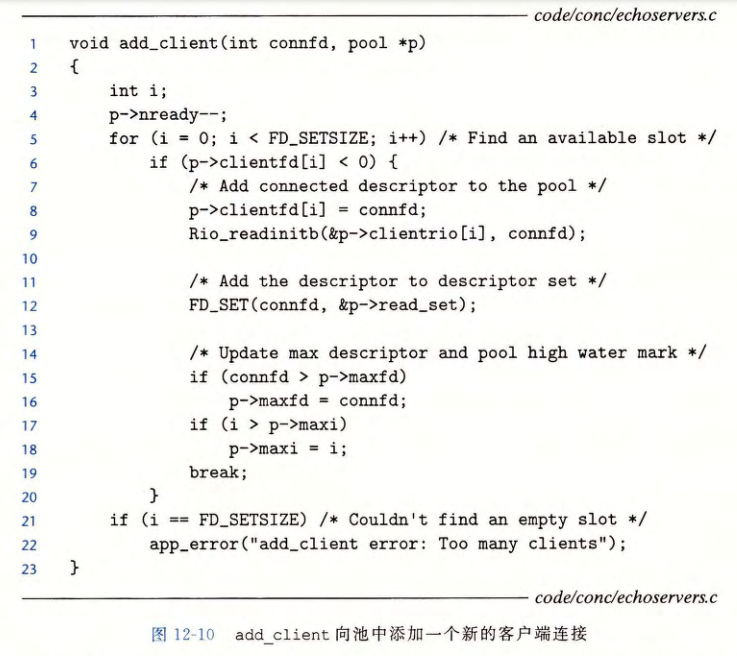 code/conc/echoservers.c
1 void add_client(int connfd, pool *p)
2 {
3     int i;
4     p->nready--;
5     for (i = 0; i < FD_SETSIZE; i++) /* Find an available slot */
6         if (p->clientfd[i] < 0) {
7             /* Add connected descriptor to the pool */
8             p->clientfd[i] = connfd;
9             Rio_readinitb(&p->clientrio[i], connfd);
10
11             /* Add the descriptor to descriptor set */
12             FD_SET(connfd, &p->read_set);
13
14             /* Update max descriptor and pool high water mark */
15             if (connfd > p->maxfd)
16                 p->maxfd = connfd;
17             if (i > p->maxi)
18                 p->maxi = i;
19             break;
20         }
21     if (i == FD_SETSIZE) /* Couldn't find an empty slot */
22         app_error("add_client error: Too many clients");
23 }
code/conc/echoservers.c
图 12-10 add_client 向池中添加一个新的客户端连接